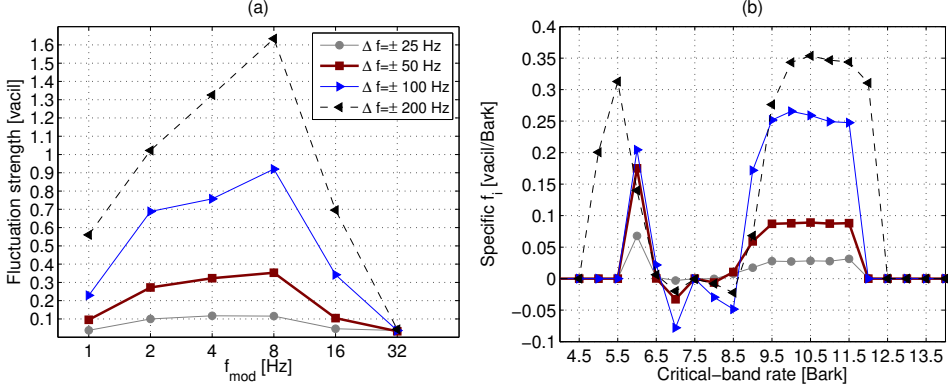 (a)
Fluctuation strength [vacil]
1.6
1.5
1.4
1.3
1.2
1.1
1
0.9
0.8
0.7
0.6
0.5
0.4
0.3
0.2
0.1
Δ f=± 25 Hz
Δ f=± 50 Hz
Δ f=± 100 Hz
Δ f=± 200 Hz
1 2 4 8 16 32
f_mod [Hz]
(b)
Specific f_i [vacil/Bark]
0.4
0.35
0.3
0.25
0.2
0.15
0.1
0.05
0
−0.05
−0.1
4.5 5.5 6.5 7.5 8.5 9.5 10.5 11.5 12.5 13.5
Critical−band rate [Bark]